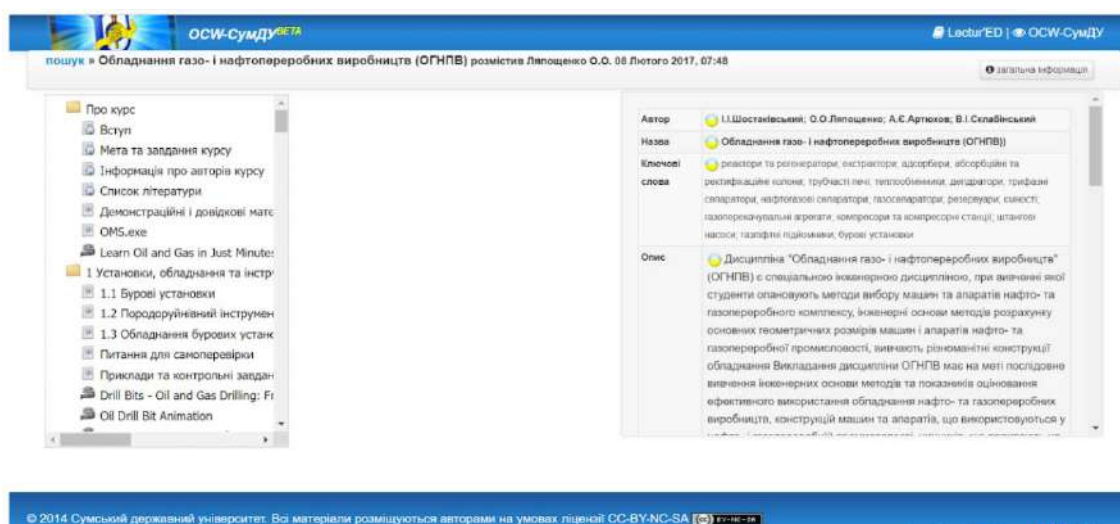 ОСW-СумДУ BETA
Lectur'ED | ОСW-СумДУ
пошук » Обладнання газо- і нафтопереробних виробництв (ОГНПВ) розмістив Ляпощенко О.О. 08 Лютого 2017, 07:48
загальна інформація
Про курс
Вступ
Мета та завдання курсу
Інформація про авторів курсу
Список літератури
Демонстраційні і довідкові мате
OMS.exe
Learn Oil and Gas in Just Minutes
1 Установки, обладнання та інстр
1.1 Бурові установки
1.2 Породоруйнівний інструмен
1.3 Обладнання бурових устано
Питання для самоперевірки
Приклади та контрольні завдан
Drill Bits - Oil and Gas Drilling: Fr
Oil Drill Bit Animation
Автор І.І.Шостаківський; О.О.Ляпощенко; А.Є.Артюхов; В.І.Склабінський
Назва Обладнання газо- і нафтопереробних виробництв (ОГНПВ))
Ключові реактори та регенератори; екстрактори; адсорбери; абсорбційні та
слова ректифікаційні колони; трубчасті печі; теплообмінники; дегідратори; трифазні
сепаратори; нафтогазові сепаратори; газосепаратори; резервуари; ємності;
газоперекачувальні агрегати; компресори та компресорні станції; штангові
насоси; газліфтні підйомники; бурові установки
Опис Дисципліна "Обладнання газо- і нафтопереробних виробництв"
(ОГНПВ) є спеціальною інженерною дисципліною, при вивченні якої
студенти опановують методи вибору машин та апаратів нафто- та
газопереробного комплексу, інженерні основи методів розрахунку
основних геометричних розмірів машин і апаратів нафто- та
газопереробної промисловості, вивчають різноманітні конструкції
обладнання Викладання дисципліни ОГНПВ має на меті послідовне
вивчення інженерних основи методів та показників оцінювання
ефективного використання обладнання нафто- та газопереробних
виробництв, конструкцій машин та апаратів, що використовуються у
© 2014 Сумський державний університет. Всі матеріали розміщуються авторами на умовах ліцензії CC-BY-NC-SA